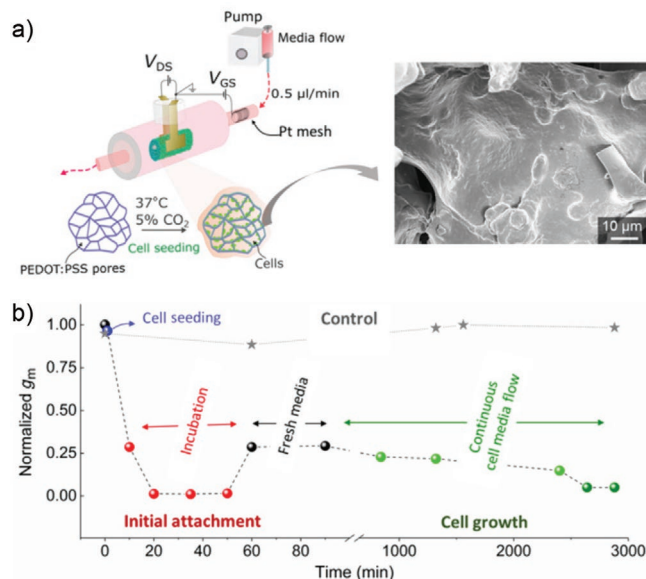 a)
Pump
Media flow
V_DS
V_GS
0.5 µl/min
Pt mesh
37°C
5% CO₂
Cell seeding
PEDOT:PSS pores
Cells
10 µm
b)
1.00
0.75
0.50
0.25
0.00
Normalized g_m
Cell seeding
Control
Incubation
Fresh media
Continuous
cell media flow
Initial attachment
Cell growth
0 20 40 60 80 100 1000 2000 3000
Time (min)